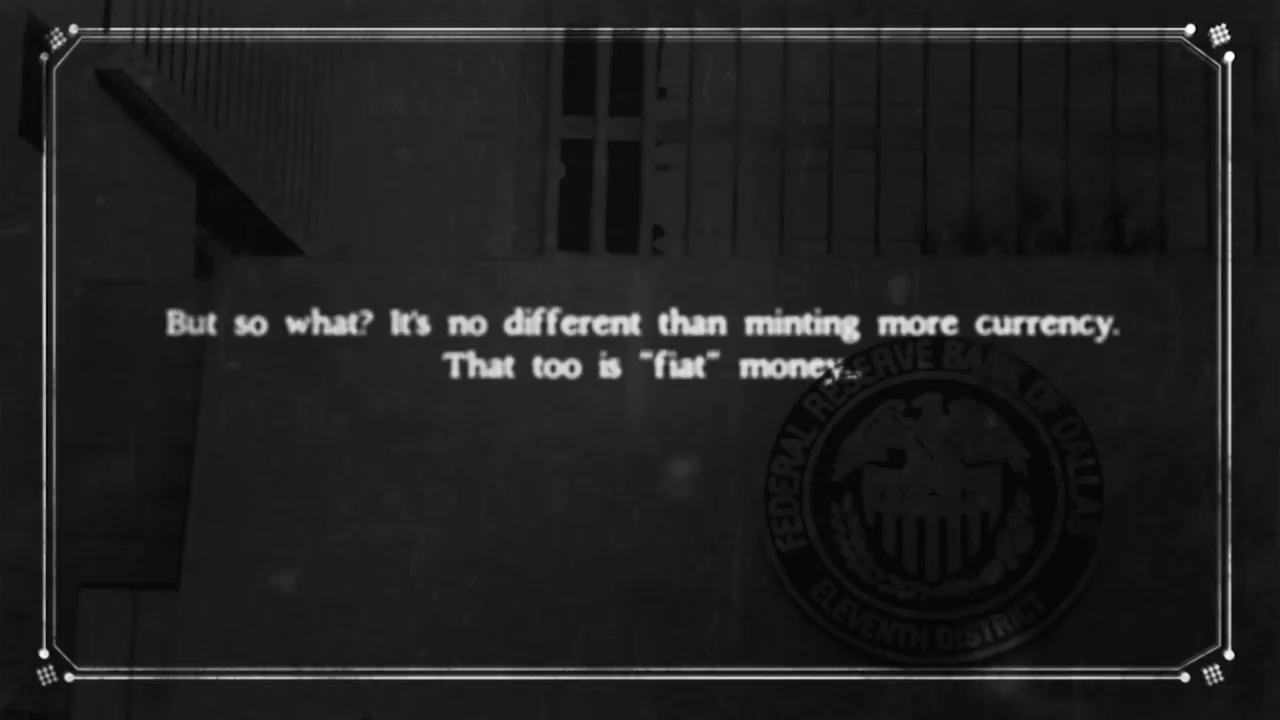 But so what? It's no different than minting more currency.
That too is "fiat" money...
FEDERAL RESERVE BANK OF DALLAS
ELEVENTH DISTRICT